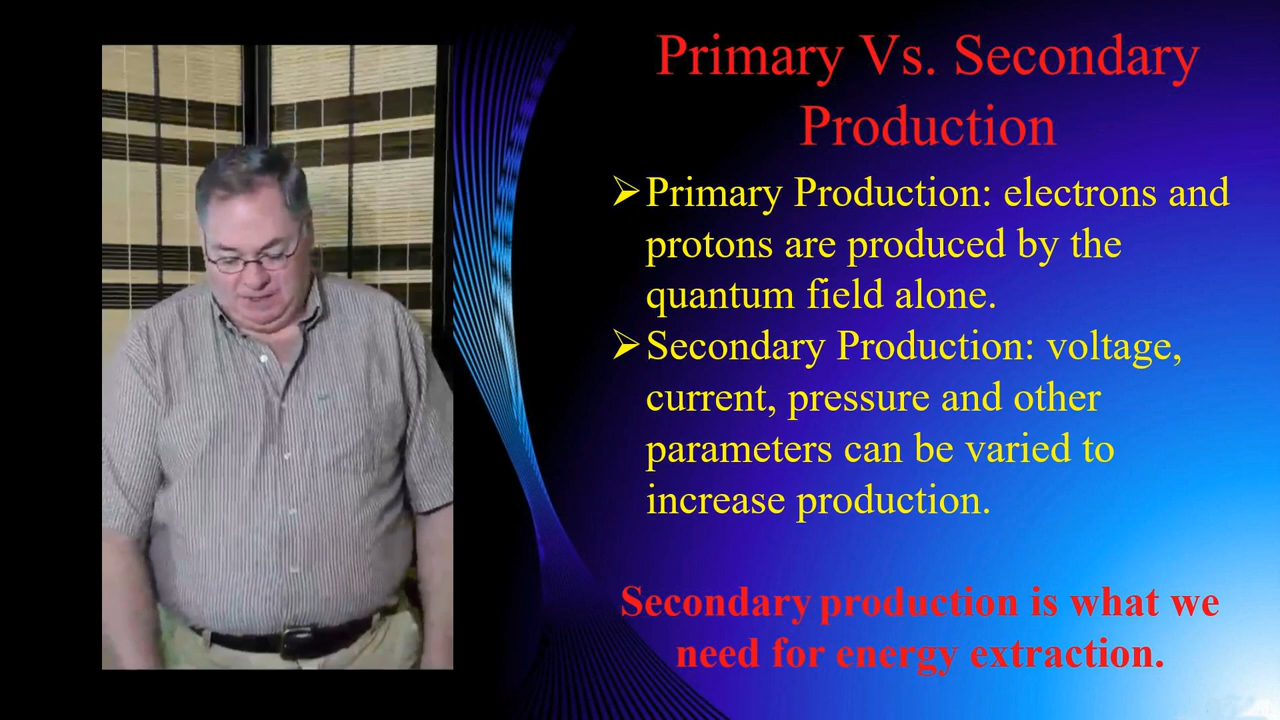 Primary Vs. Secondary
Production
➢Primary Production: electrons and
protons are produced by the
quantum field alone.
➢Secondary Production: voltage,
current, pressure and other
parameters can be varied to
increase production.
Secondary production is what we
need for energy extraction.